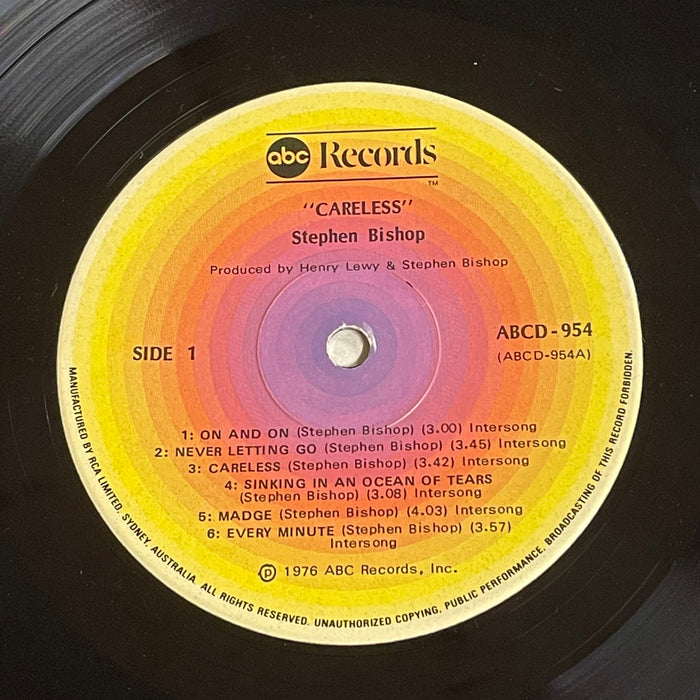 abc Records
TM
"CARELESS"
Stephen Bishop
Produced by Henry Lewy & Stephen Bishop
SIDE 1
ABCD-954
(ABCD-954A)
1: ON AND ON (Stephen Bishop) (3.00) Intersong
2: NEVER LETTING GO (Stephen Bishop) (3.45) Intersong
3: CARELESS (Stephen Bishop) (3.42) Intersong
4: SINKING IN AN OCEAN OF TEARS
(Stephen Bishop) (3.08) Intersong
5: MADGE (Stephen Bishop) (4.03) Intersong
6: EVERY MINUTE (Stephen Bishop) (3.57)
Intersong
℗ 1976 ABC Records, Inc.
MANUFACTURED BY RCA LIMITED, SYDNEY, AUSTRALIA. ALL RIGHTS RESERVED. UNAUTHORIZED COPYING, PUBLIC PERFORMANCE, BROADCASTING OF THIS RECORD FORBIDDEN.